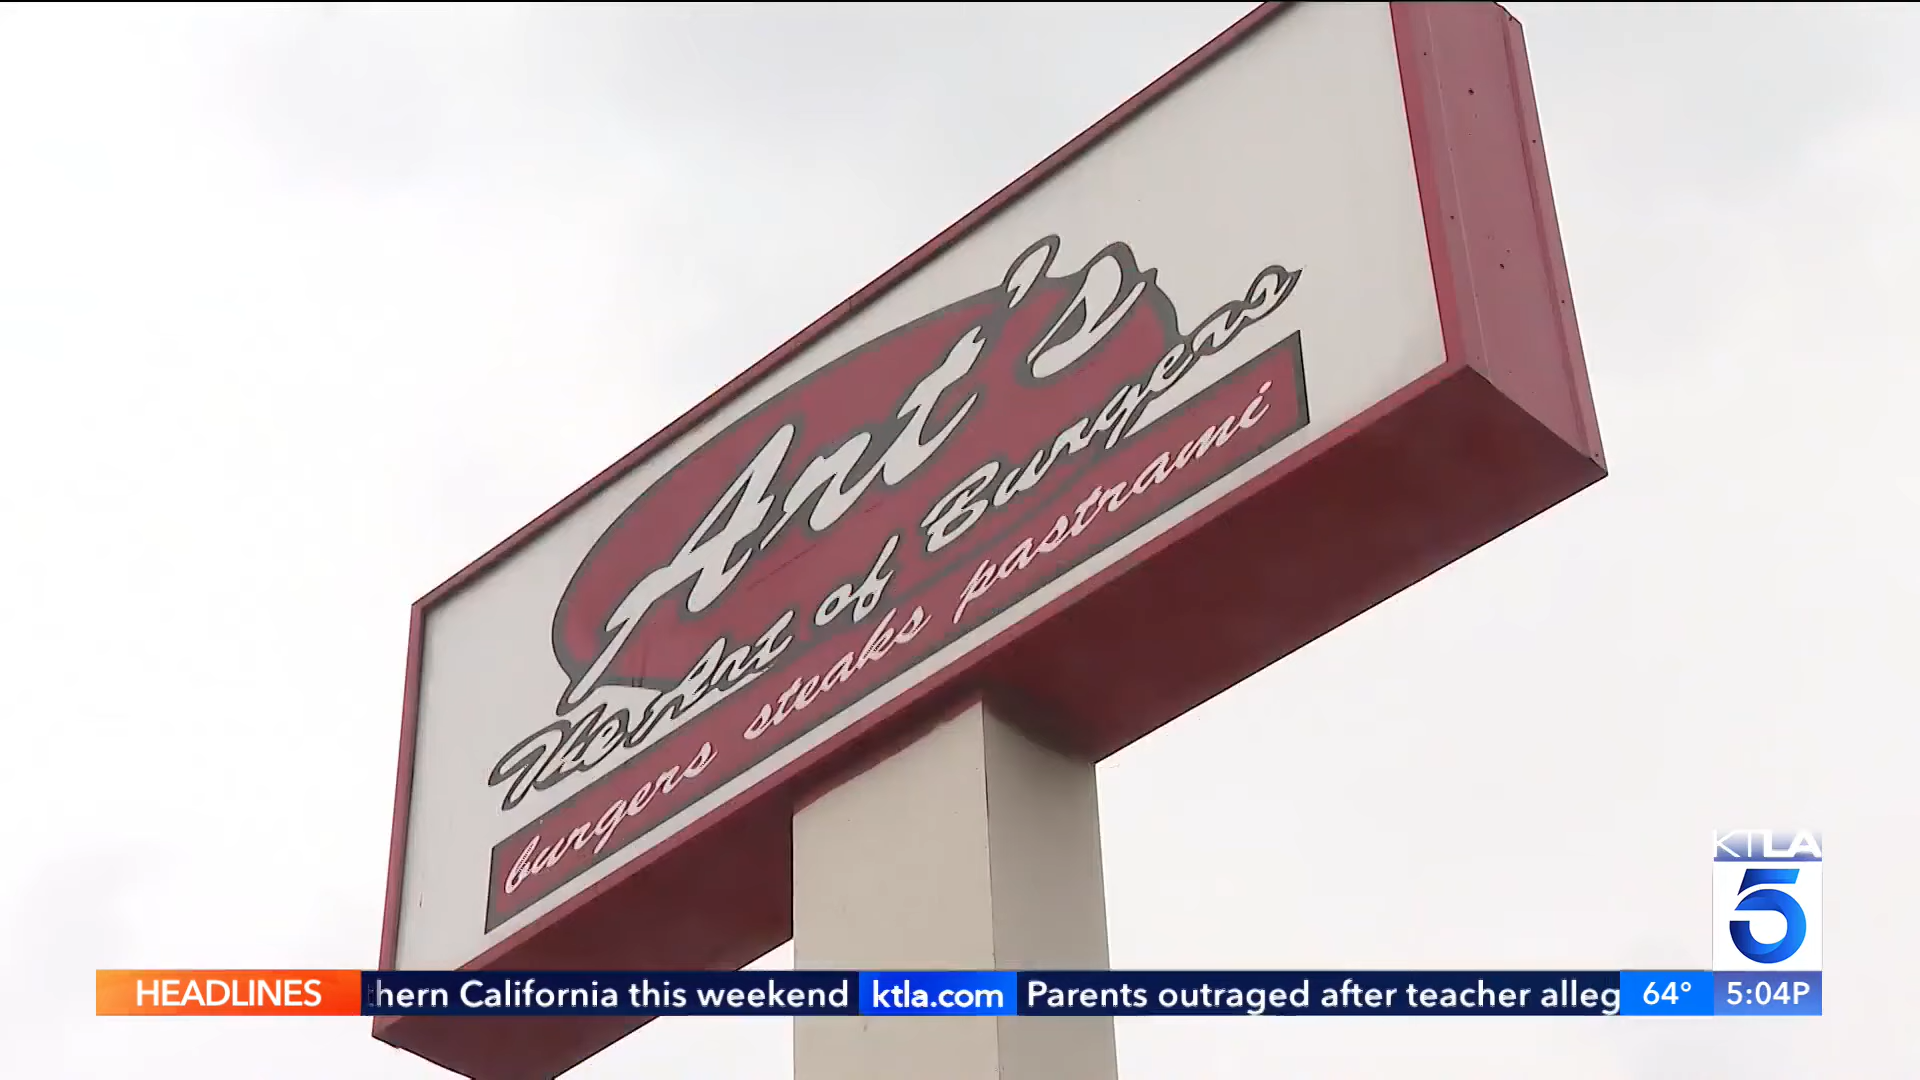 Art's
The Art of Burgers
burgers steaks pastrami
KTLA
5
HEADLINES hern California this weekend ktla.com Parents outraged after teacher alleg 64° 5:04P